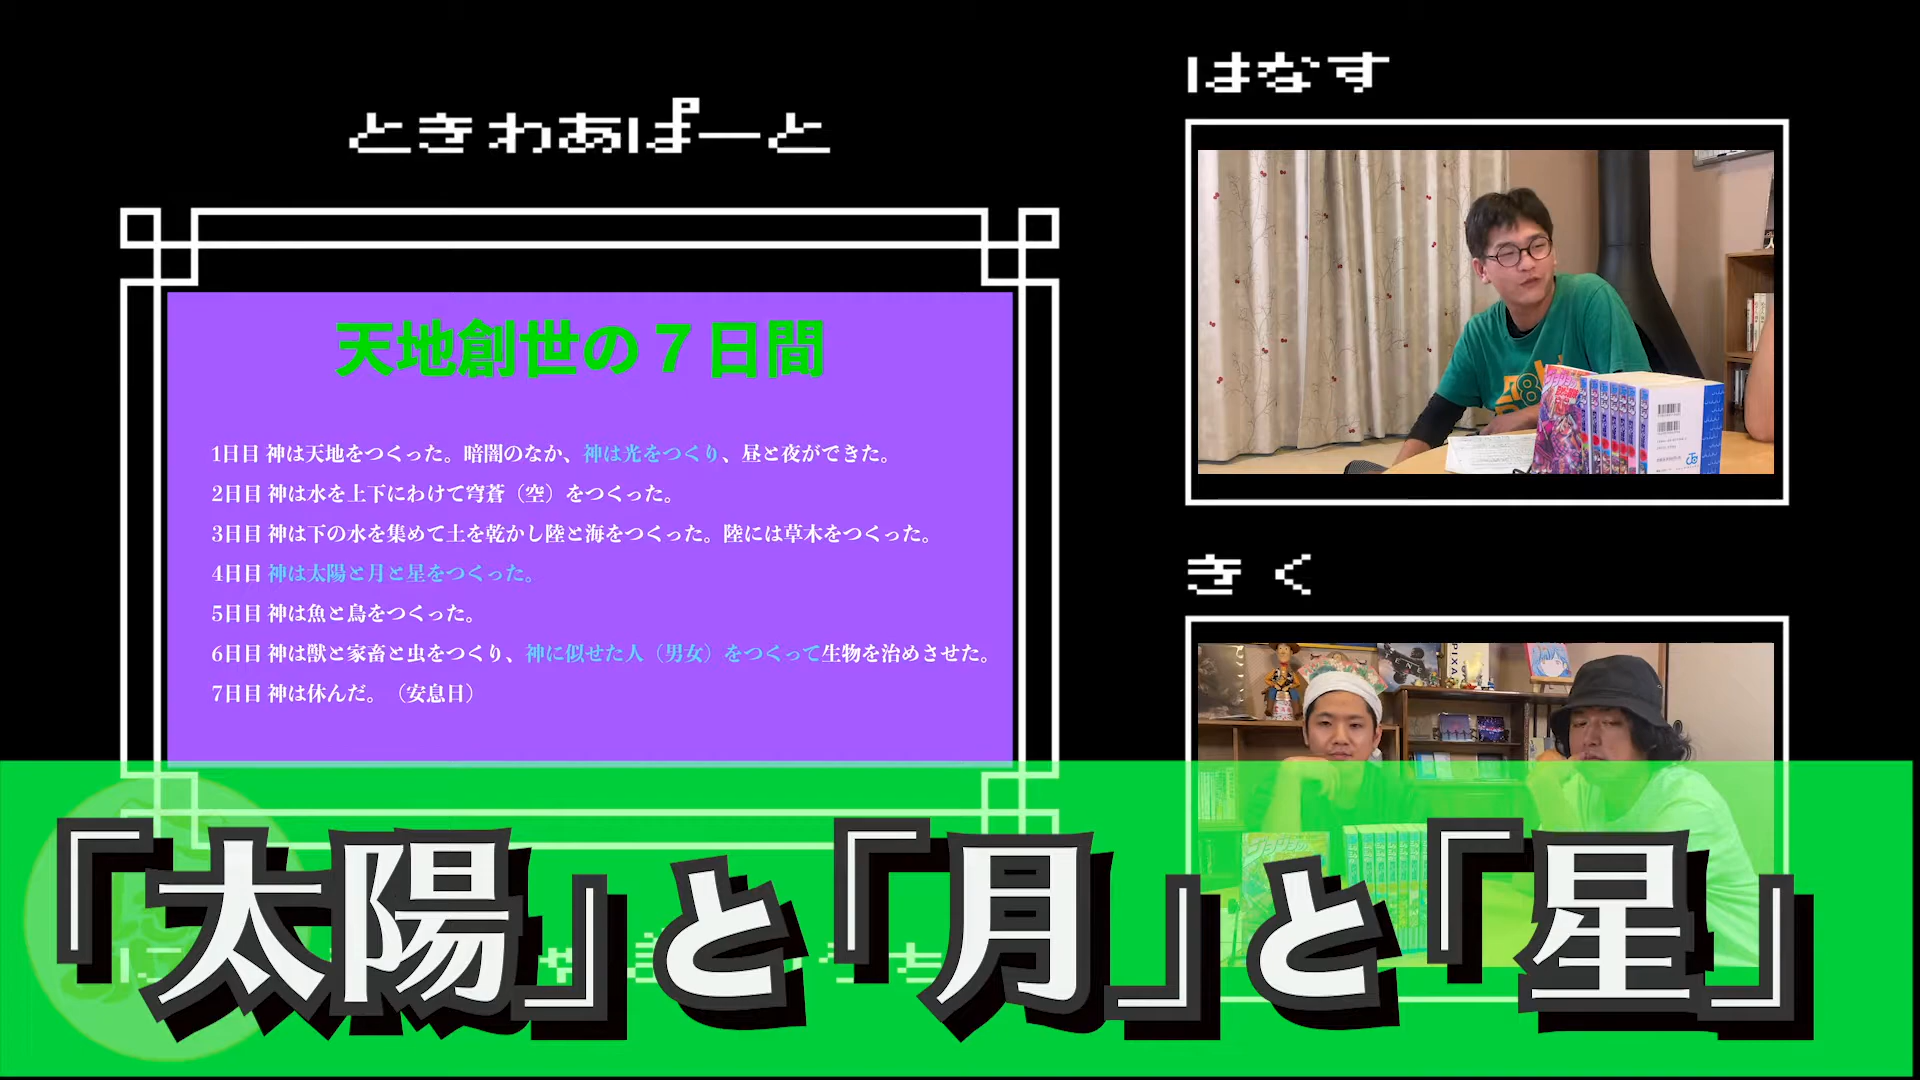 ときわあぱーと
はなす
天地創世の７日間
1日目 神は天地をつくった。暗闇のなか、神は光をつくり、昼と夜ができた。
2日目 神は水を上下にわけて穹蒼（空）をつくった。
3日目 神は下の水を集めて土を乾かし陸と海をつくった。陸には草木をつくった。
4日目 神は太陽と月と星をつくった。
5日目 神は魚と鳥をつくった。
6日目 神は獣と家畜と虫をつくり、神に似せた人（男女）をつくって生物を治めさせた。
7日目 神は休んだ。（安息日）
きく
「太陽」と「月」と「星」